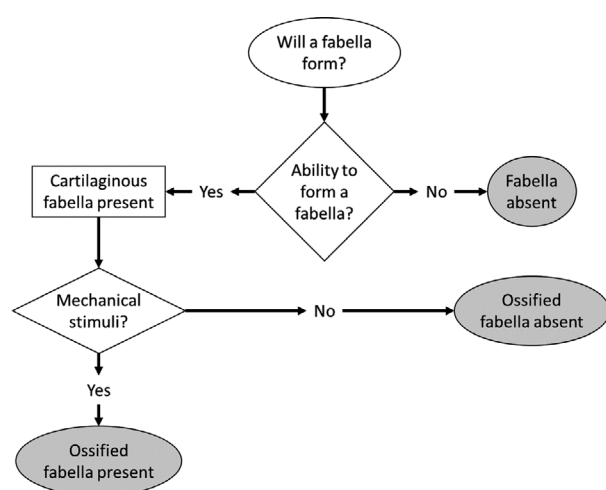 Will a fabella
form?
Ability to
form a
fabella?
Yes
No
Cartilaginous
fabella present
Fabella
absent
Mechanical
stimuli?
No
Ossified
fabella absent
Yes
Ossified
fabella present